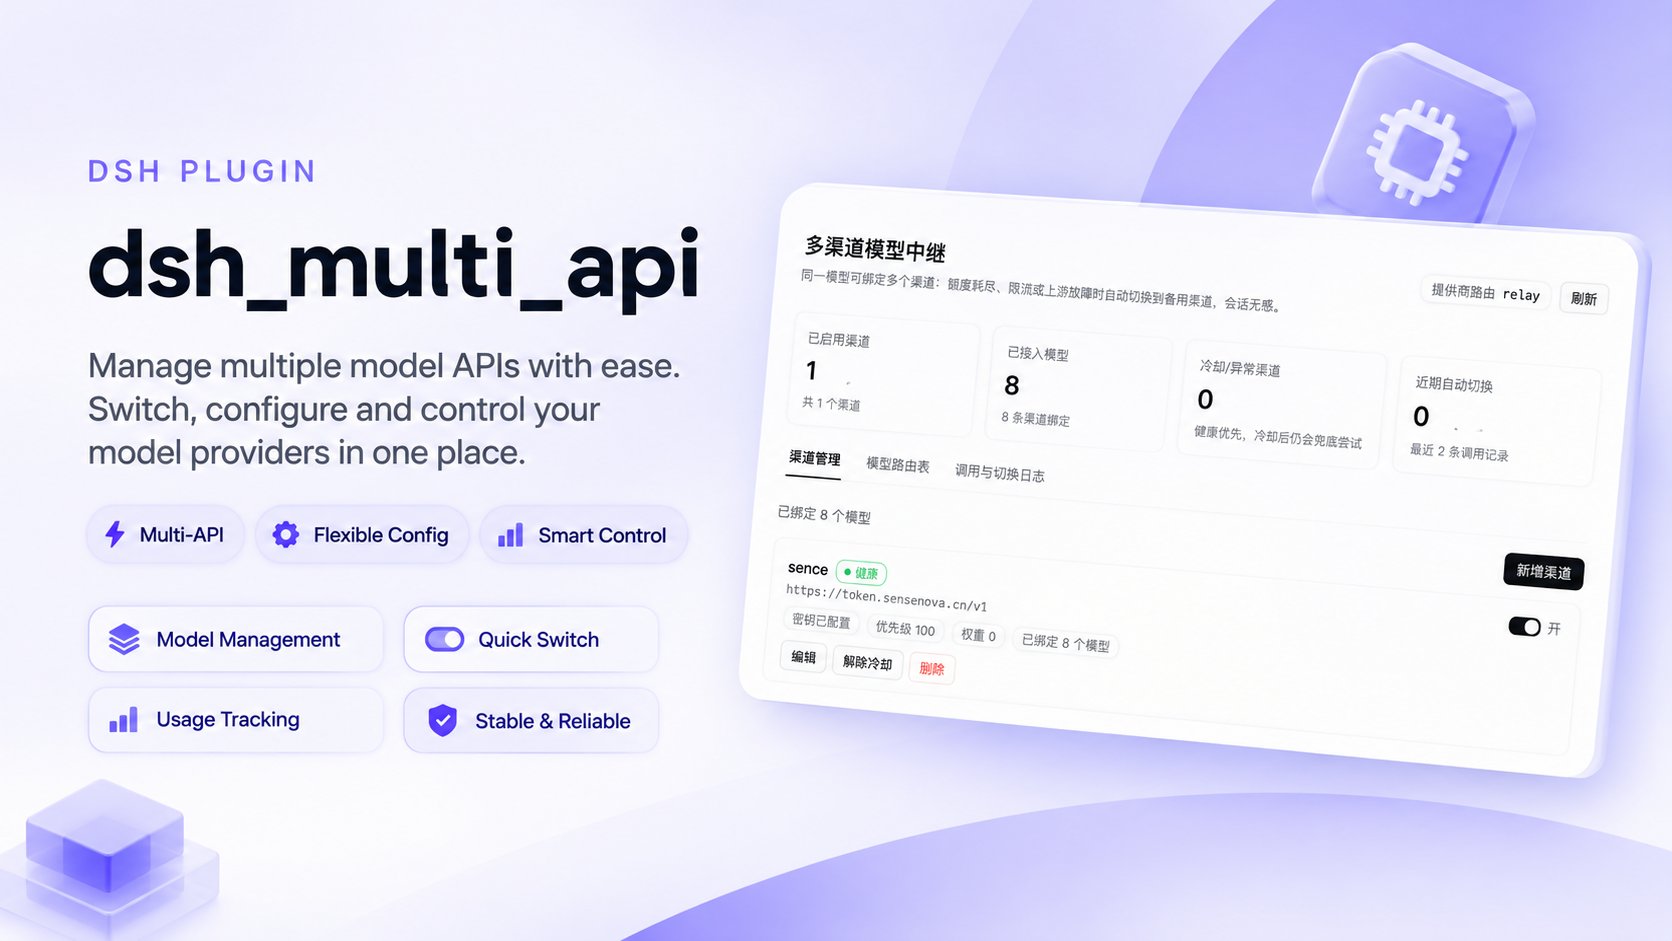 DSH PLUGIN
dsh_multi_api
Manage multiple model APIs with ease.
Switch, configure and control your
model providers in one place.
Multi-API
Flexible Config
Smart Control
Model Management
Quick Switch
Usage Tracking
Stable & Reliable
多渠道模型中继
同一模型可绑定多个渠道：额度耗尽、限流或上游故障时自动切换到备用渠道，会话无感。
提供商路由 relay
刷新
已启用渠道
1
共 1 个渠道
已接入模型
8
8 条渠道绑定
冷却/异常渠道
0
健康优先，冷却后仍会兜底尝试
近期自动切换
0
最近 2 条调用记录
渠道管理
模型路由表
调用与切换日志
已绑定 8 个模型
新增渠道
sence
健康
https://token.sensenova.cn/v1
密钥已配置
优先级 100
权重 0
已绑定 8 个模型
开
编辑
解除冷却
删除